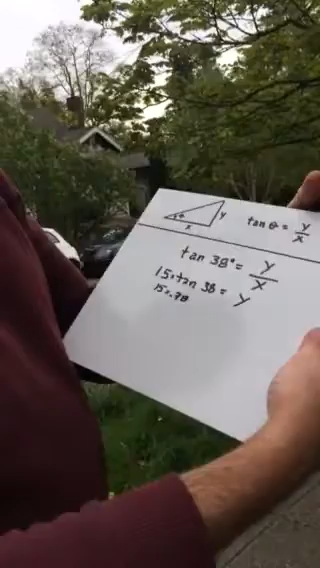 θ y
x
tan θ = y/x
tan 38° = y/x
15 • tan 38 = y
15 • .78